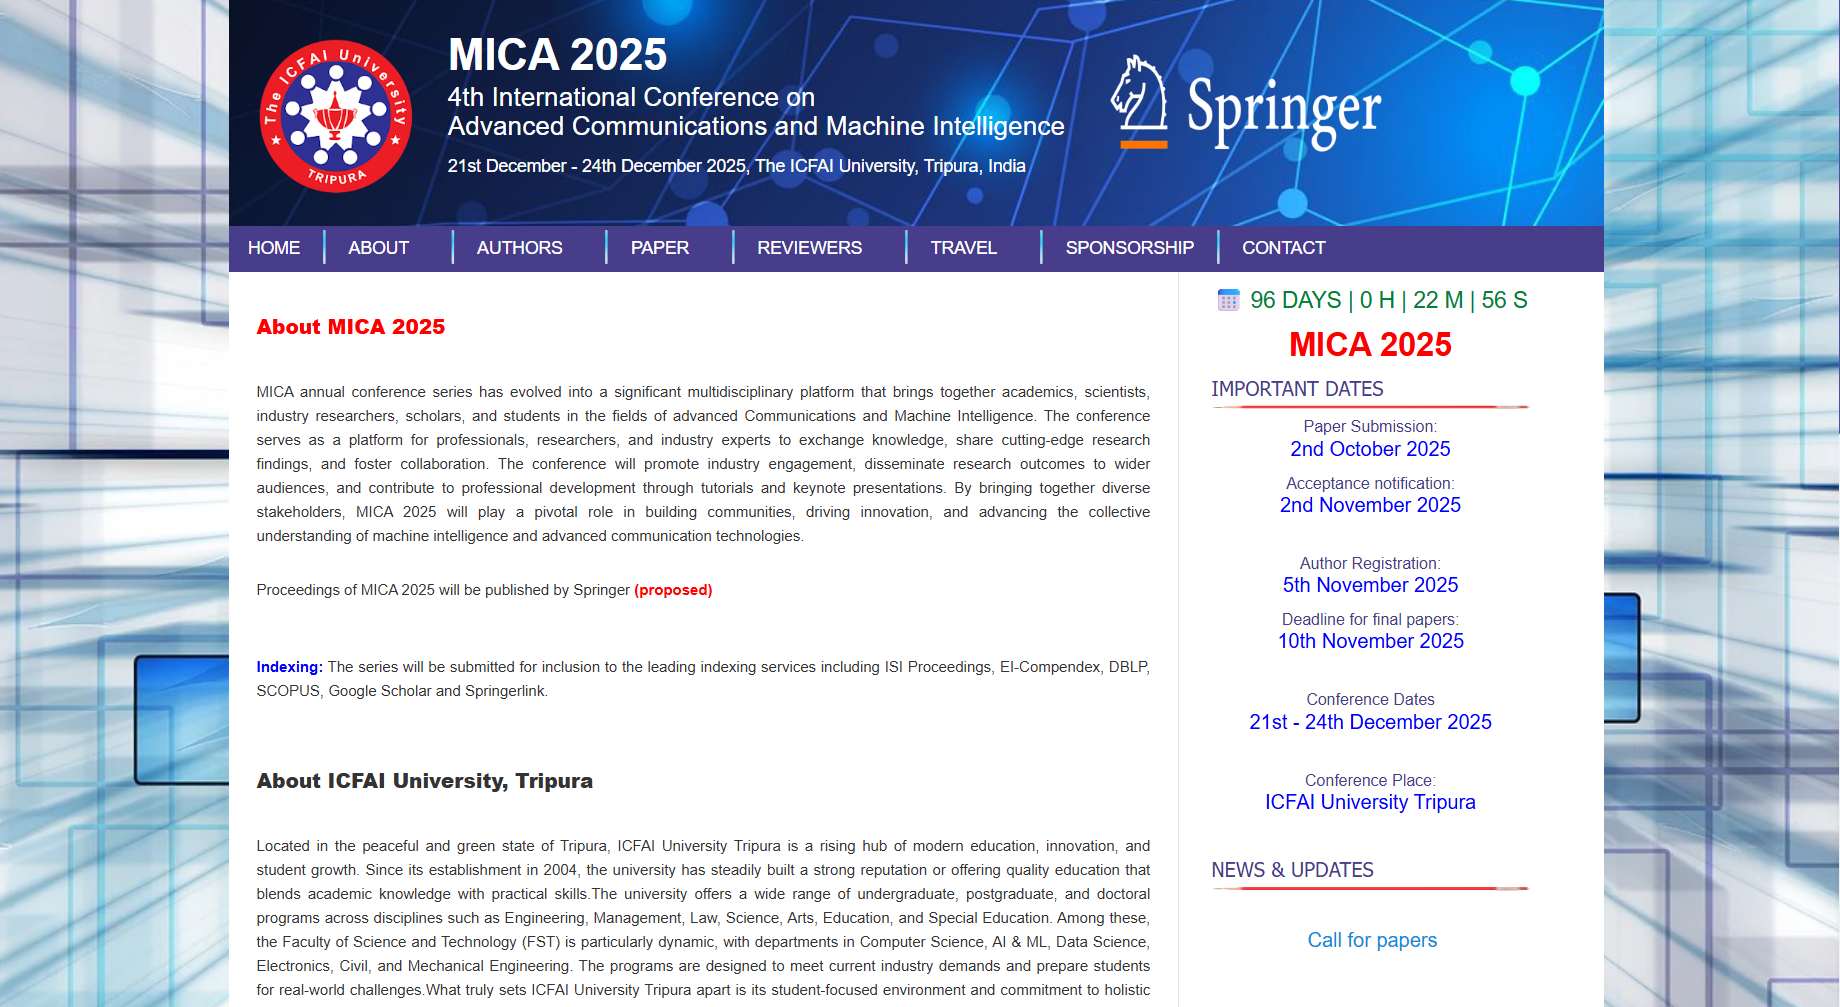 The ICFAI University
TRIPURA
MICA 2025
4th International Conference on
Advanced Communications and Machine Intelligence
21st December - 24th December 2025, The ICFAI University, Tripura, India
Springer
HOME
ABOUT
AUTHORS
PAPER
REVIEWERS
TRAVEL
SPONSORSHIP
CONTACT
About MICA 2025
MICA annual conference series has evolved into a significant multidisciplinary platform that brings together academics, scientists,
industry researchers, scholars, and students in the fields of advanced Communications and Machine Intelligence. The conference
serves as a platform for professionals, researchers, and industry experts to exchange knowledge, share cutting-edge research
findings, and foster collaboration. The conference will promote industry engagement, disseminate research outcomes to wider
audiences, and contribute to professional development through tutorials and keynote presentations. By bringing together diverse
stakeholders, MICA 2025 will play a pivotal role in building communities, driving innovation, and advancing the collective
understanding of machine intelligence and advanced communication technologies.
Proceedings of MICA 2025 will be published by Springer (proposed)
Indexing: The series will be submitted for inclusion to the leading indexing services including ISI Proceedings, EI-Compendex, DBLP,
SCOPUS, Google Scholar and Springerlink.
About ICFAI University, Tripura
Located in the peaceful and green state of Tripura, ICFAI University Tripura is a rising hub of modern education, innovation, and
student growth. Since its establishment in 2004, the university has steadily built a strong reputation or offering quality education that
blends academic knowledge with practical skills.The university offers a wide range of undergraduate, postgraduate, and doctoral
programs across disciplines such as Engineering, Management, Law, Science, Arts, Education, and Special Education. Among these,
the Faculty of Science and Technology (FST) is particularly dynamic, with departments in Computer Science, AI & ML, Data Science,
Electronics, Civil, and Mechanical Engineering. The programs are designed to meet current industry demands and prepare students
for real-world challenges.What truly sets ICFAI University Tripura apart is its student-focused environment and commitment to holistic
96 DAYS | 0 H | 22 M | 56 S
MICA 2025
IMPORTANT DATES
Paper Submission:
2nd October 2025
Acceptance notification:
2nd November 2025
Author Registration:
5th November 2025
Deadline for final papers:
10th November 2025
Conference Dates
21st - 24th December 2025
Conference Place:
ICFAI University Tripura
NEWS & UPDATES
Call for papers